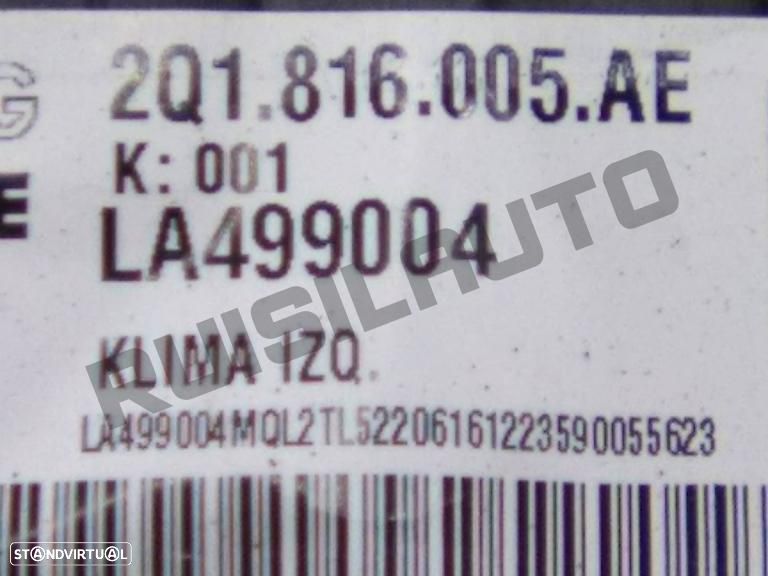 G
2Q1.816.005.AE
K: 001
E
LA499004
RUISILAUTO
KLIMA IZQ.
LA499004MQL2TL52206161223590055623
STANDVIRTUAL